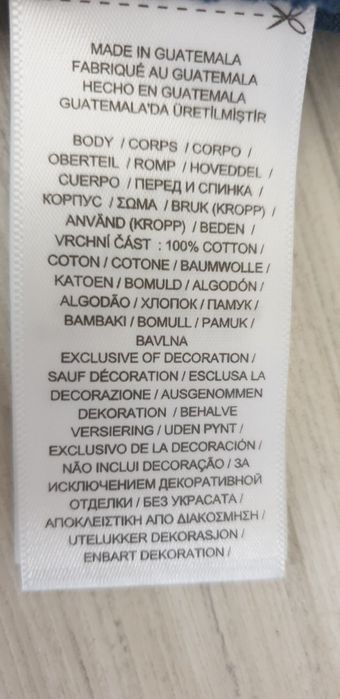 MADE IN GUATEMALA
FABRIQUÉ AU GUATEMALA
HECHO EN GUATEMALA
GUATEMALA'DA ÜRETİLMİŞTİR
BODY / CORPS / CORPO /
OBERTEIL / ROMP / HOVEDDEL /
CUERPO / ПЕРЕД И СПИНКА /
ΚΟΡΠУС / ΣΩΜΑ / BRUK (KROPP) /
ANVÄND (KROPP) / BEDEN /
VRCHNÍ ČÁST : 100% COTTON /
COTON / COTONE / BAUMWOLLE /
KATOEN / BOMULD / ALGODÓN /
ALGODÃO / ХЛОПОК / ПАМУК /
BAMBAKI / BOMULL / PAMUK /
BAVLNA
EXCLUSIVE OF DECORATION /
SAUF DÉCORATION / ESCLUSA LA
DECORAZIONE / AUSGENOMMEN
DEKORATION / BEHALVE
VERSIERING / UDEN PYNT /
EXCLUSIVO DE LA DECORACIÓN /
NÃO INCLUI DECORAÇÃO / ЗА
ИСКЛЮЧЕНИЕМ ДЕКОРАТИВНОЙ
ОТДЕЛКИ / БЕЗ УКРАСАТА /
ΑΠΟΚΛΕΙΣΤΙΚΗ ΑΠΟ ΔΙΑΚΟΣΜΗΣΗ /
UTELUKKER DEKORASJON /
ENBART DEKORATION /